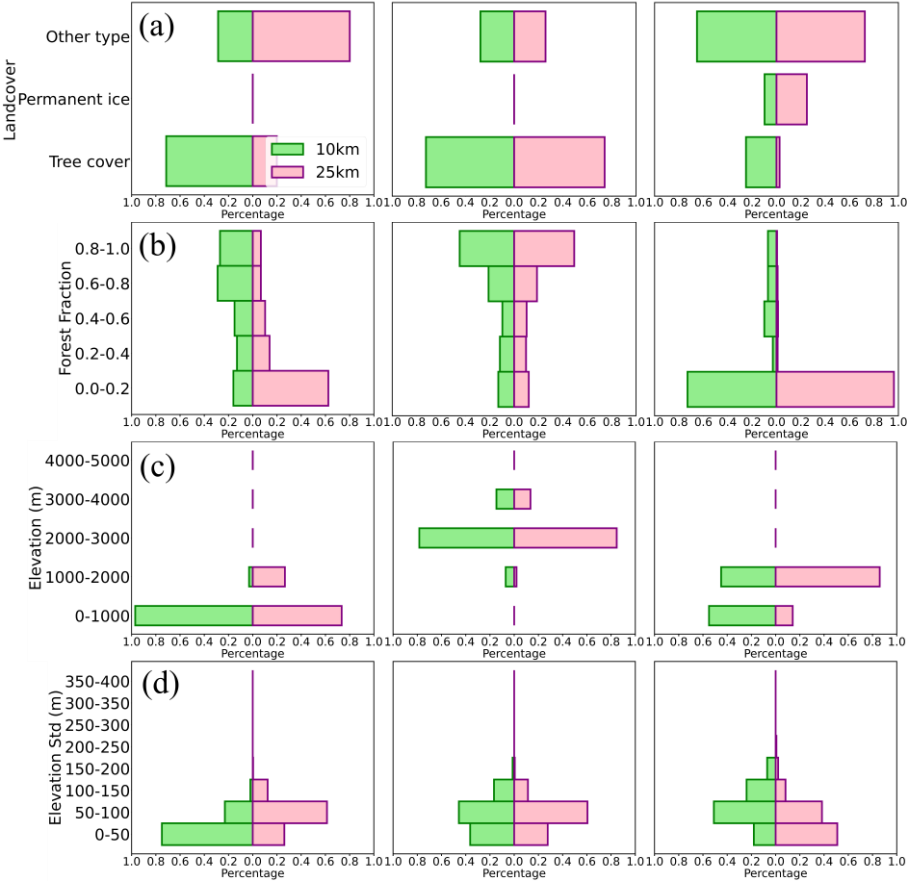 (a)
Landcover
Other type
Permanent ice
Tree cover
10km
25km
1.0 0.8 0.6 0.4 0.2 0.0 0.2 0.4 0.6 0.8 1.0 1.0 0.8 0.6 0.4 0.2 0.0 0.2 0.4 0.6 0.8 1.0 1.0 0.8 0.6 0.4 0.2 0.0 0.2 0.4 0.6 0.8 1.0
Percentage Percentage Percentage
(b)
Forest Fraction
0.8-1.0
0.6-0.8
0.4-0.6
0.2-0.4
0.0-0.2
1.0 0.8 0.6 0.4 0.2 0.0 0.2 0.4 0.6 0.8 1.0 1.0 0.8 0.6 0.4 0.2 0.0 0.2 0.4 0.6 0.8 1.0 1.0 0.8 0.6 0.4 0.2 0.0 0.2 0.4 0.6 0.8 1.0
Percentage Percentage Percentage
(c)
Elevation (m)
4000-5000
3000-4000
2000-3000
1000-2000
0-1000
1.0 0.8 0.6 0.4 0.2 0.0 0.2 0.4 0.6 0.8 1.0 1.0 0.8 0.6 0.4 0.2 0.0 0.2 0.4 0.6 0.8 1.0 1.0 0.8 0.6 0.4 0.2 0.0 0.2 0.4 0.6 0.8 1.0
Percentage Percentage Percentage
(d)
Elevation Std (m)
350-400
300-350
250-300
200-250
150-200
100-150
50-100
0-50
1.0 0.8 0.6 0.4 0.2 0.0 0.2 0.4 0.6 0.8 1.0 1.0 0.8 0.6 0.4 0.2 0.0 0.2 0.4 0.6 0.8 1.0 1.0 0.8 0.6 0.4 0.2 0.0 0.2 0.4 0.6 0.8 1.0
Percentage Percentage Percentage